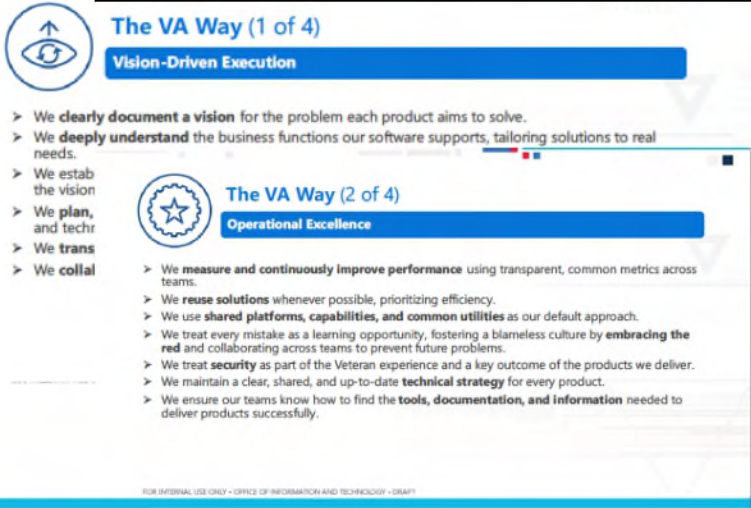 The VA Way (1 of 4)
Vision-Driven Execution
➤ We clearly document a vision for the problem each product aims to solve.
➤ We deeply understand the business functions our software supports, tailoring solutions to real
needs.
➤ We estab
the vision
➤ We plan,
and techn
➤ We trans
➤ We collal
The VA Way (2 of 4)
Operational Excellence
➤ We measure and continuously improve performance using transparent, common metrics across
teams.
➤ We reuse solutions whenever possible, prioritizing efficiency.
➤ We use shared platforms, capabilities, and common utilities as our default approach.
➤ We treat every mistake as a learning opportunity, fostering a blameless culture by embracing the
red and collaborating across teams to prevent future problems.
➤ We treat security as part of the Veteran experience and a key outcome of the products we deliver.
➤ We maintain a clear, shared, and up-to-date technical strategy for every product.
➤ We ensure our teams know how to find the tools, documentation, and information needed to
deliver products successfully.
FOR INTERNAL USE ONLY • OFFICE OF INFORMATION AND TECHNOLOGY • DRAFT